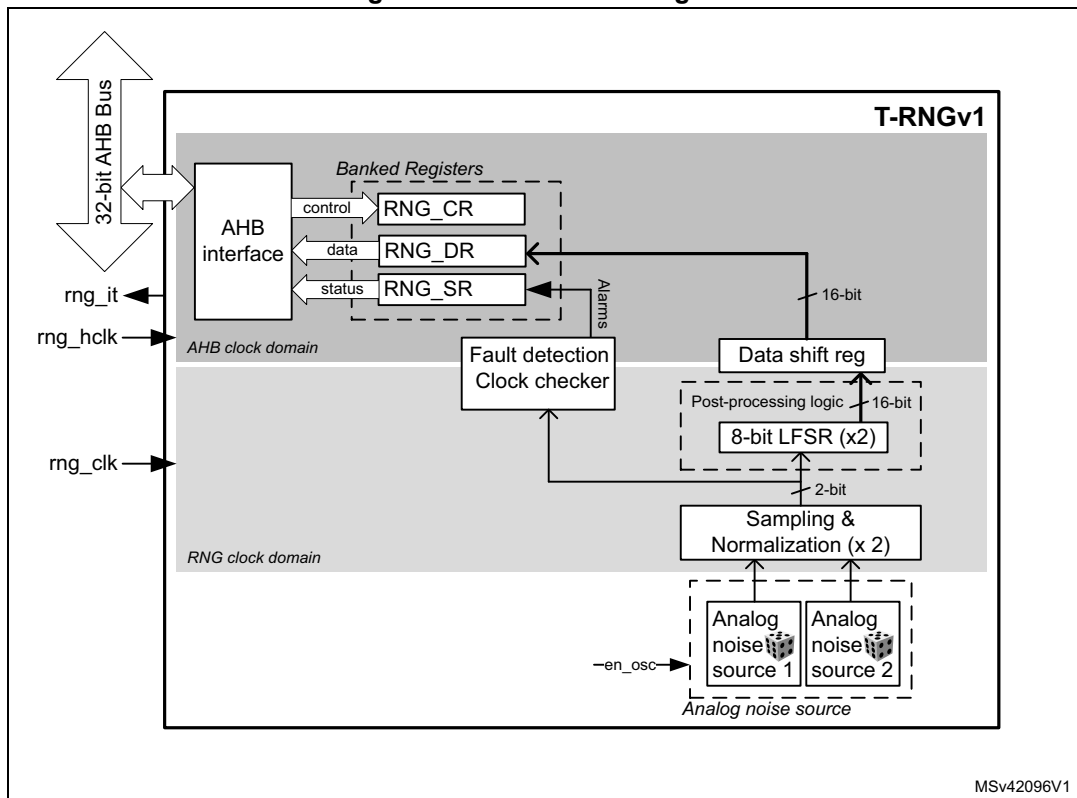 T-RNGv1
32-bit AHB Bus
Banked Registers
AHB
interface
control
RNG_CR
data
RNG_DR
status
RNG_SR
Alarms
16-bit
rng_it
rng_hclk
AHB clock domain
Fault detection
Clock checker
Data shift reg
Post-processing logic
16-bit
8-bit LFSR (x2)
rng_clk
2-bit
Sampling &
Normalization (x 2)
RNG clock domain
Analog
noise
source 1
Analog
noise
source 2
en_osc
Analog noise source
MSv42096V1